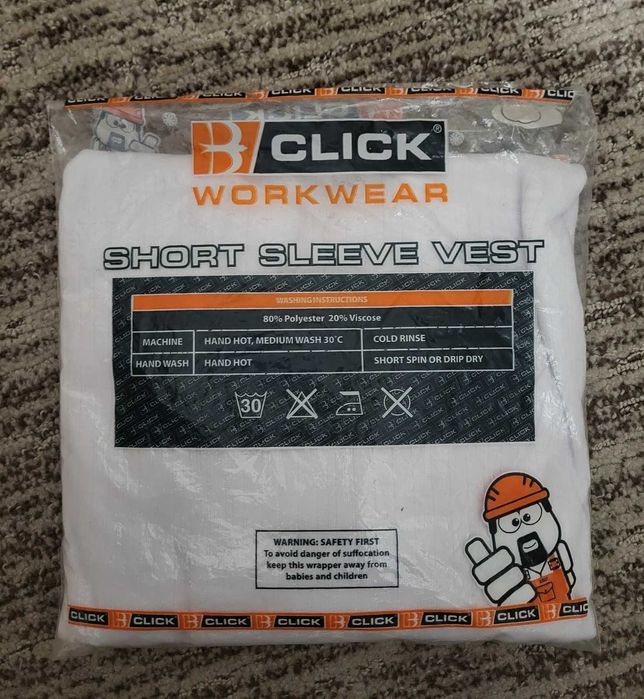 B CLICK®
WORKWEAR
SHORT SLEEVE VEST
WASHING INSTRUCTIONS
80% Polyester 20% Viscose
MACHINE HAND HOT, MEDIUM WASH 30°C COLD RINSE
HAND WASH HAND HOT SHORT SPIN OR DRIP DRY
30
WARNING: SAFETY FIRST
To avoid danger of suffocation
keep this wrapper away from
babies and children
CLICK B CLICK B CLICK B CLICK B CLICK B CLICK B CLIC